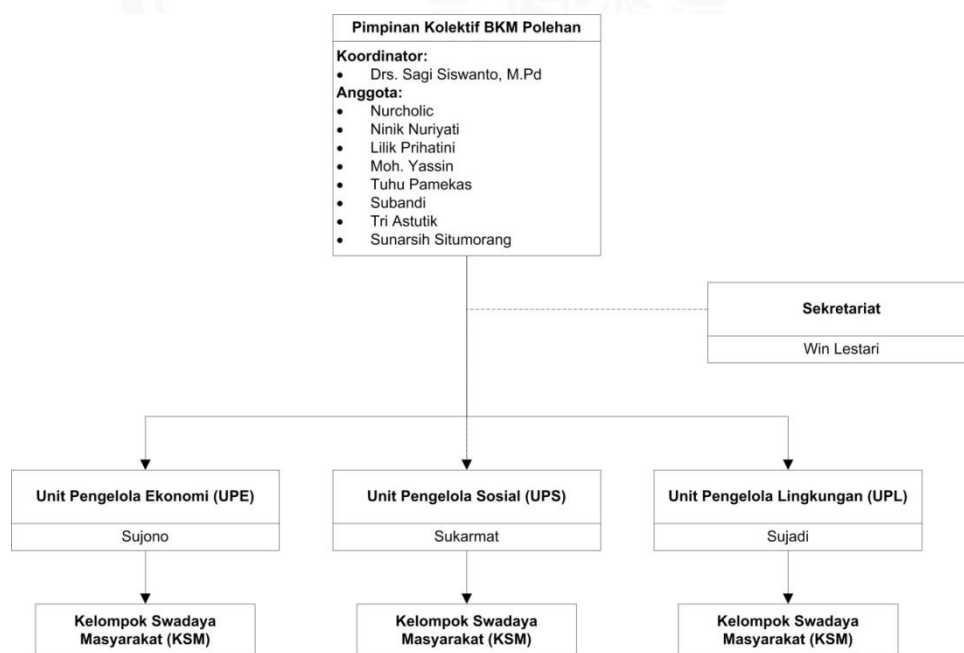 Pimpinan Kolektif BKM Polehan
Koordinator:
• Drs. Sagi Siswanto, M.Pd
Anggota:
• Nurcholic
• Ninik Nuriyati
• Lilik Prihatini
• Moh. Yassin
• Tuhu Pamekas
• Subandi
• Tri Astutik
• Sunarsih Situmorang
Sekretariat
Win Lestari
Unit Pengelola Ekonomi (UPE)
Sujono
Unit Pengelola Sosial (UPS)
Sukarmat
Unit Pengelola Lingkungan (UPL)
Sujadi
Kelompok Swadaya
Masyarakat (KSM)
Kelompok Swadaya
Masyarakat (KSM)
Kelompok Swadaya
Masyarakat (KSM)